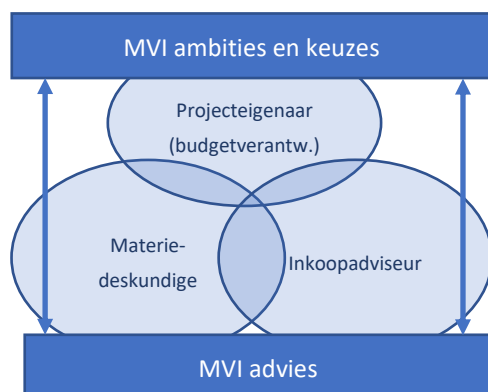 MVI ambities en keuzes
Projecteigenaar
(budgetverantw.)
Materie-
deskundige
Inkoopadviseur
MVI advies